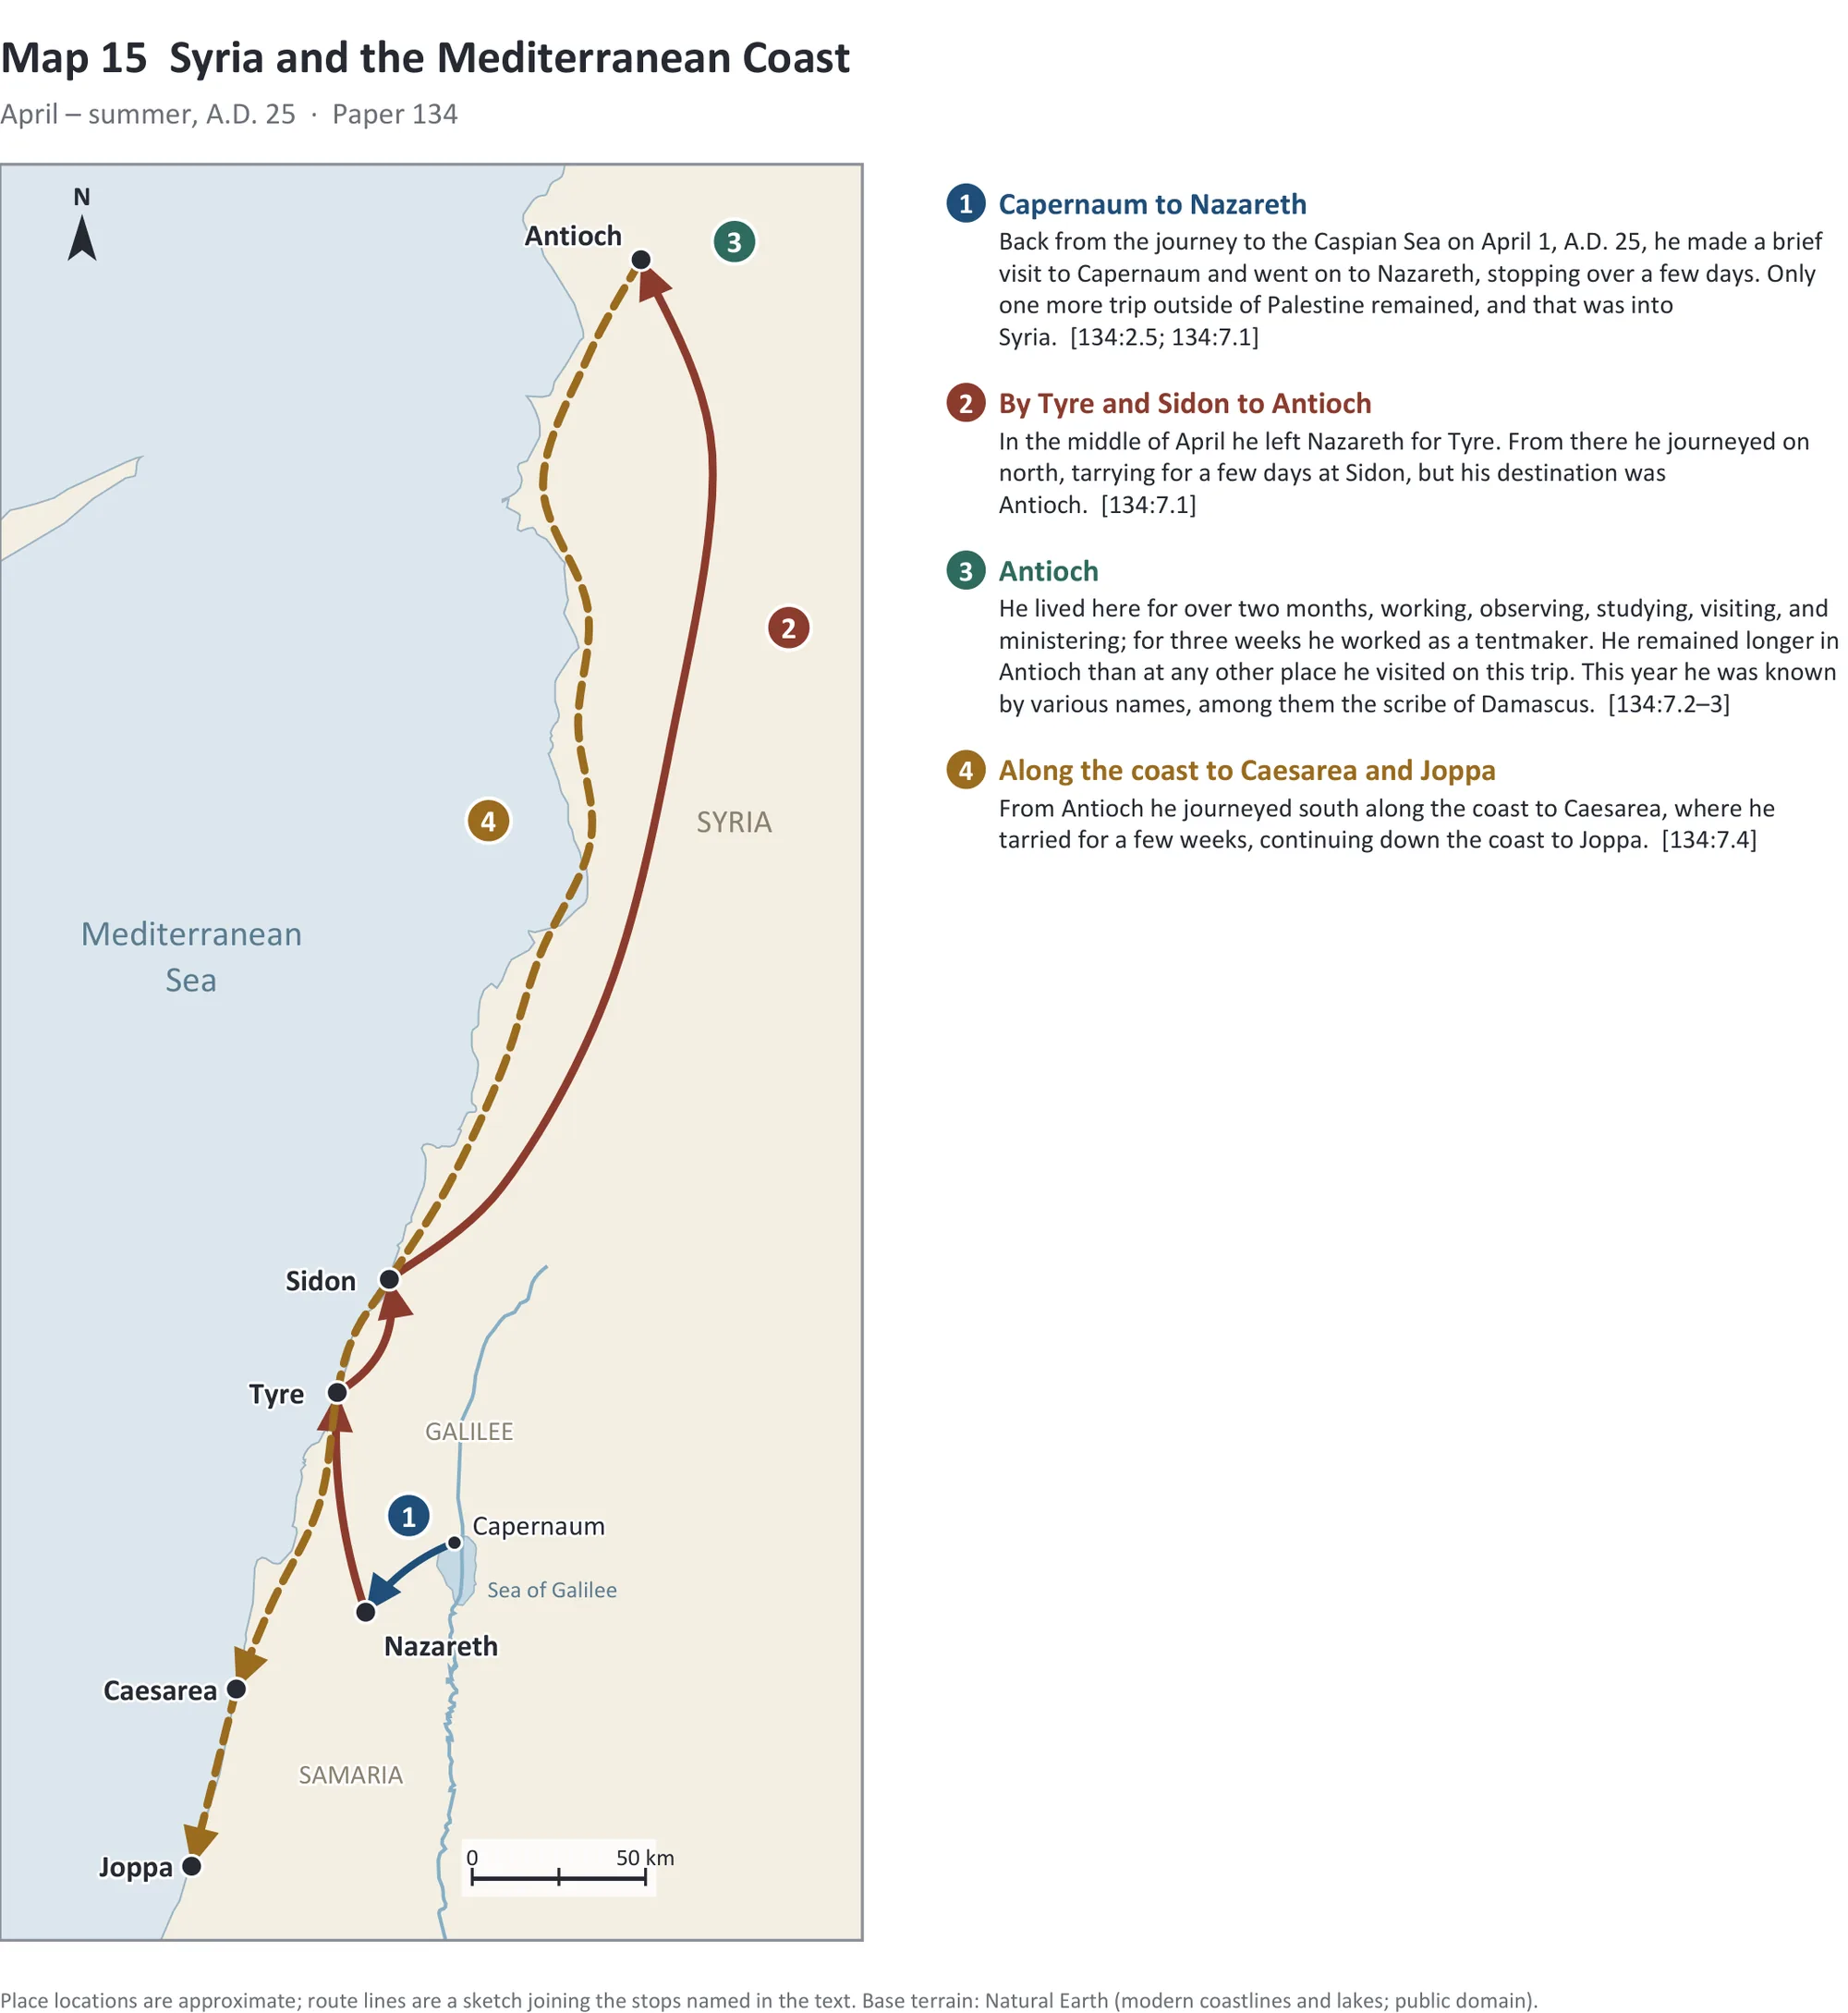 Map 15  Syria and the Mediterranean Coast
April – summer, A.D. 25  ·  Paper 134
N
Antioch
3
2
4
SYRIA
Mediterranean
Sea
Sidon
Tyre
GALILEE
1
Capernaum
Sea of Galilee
Nazareth
Caesarea
SAMARIA
0 50 km
Joppa
1 Capernaum to Nazareth
Back from the journey to the Caspian Sea on April 1, A.D. 25, he made a brief
visit to Capernaum and went on to Nazareth, stopping over a few days. Only
one more trip outside of Palestine remained, and that was into
Syria.  [134:2.5; 134:7.1]
2 By Tyre and Sidon to Antioch
In the middle of April he left Nazareth for Tyre. From there he journeyed on
north, tarrying for a few days at Sidon, but his destination was
Antioch.  [134:7.1]
3 Antioch
He lived here for over two months, working, observing, studying, visiting, and
ministering; for three weeks he worked as a tentmaker. He remained longer in
Antioch than at any other place he visited on this trip. This year he was known
by various names, among them the scribe of Damascus.  [134:7.2–3]
4 Along the coast to Caesarea and Joppa
From Antioch he journeyed south along the coast to Caesarea, where he
tarried for a few weeks, continuing down the coast to Joppa.  [134:7.4]
Place locations are approximate; route lines are a sketch joining the stops named in the text. Base terrain: Natural Earth (modern coastlines and lakes; public domain).